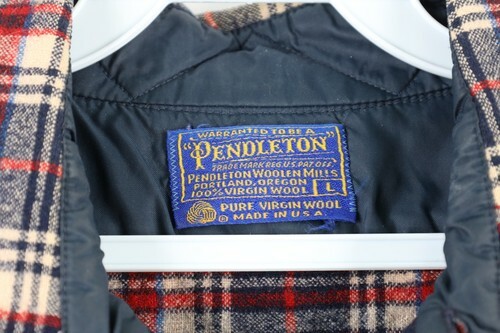 WARRANTED TO BE A
"PENDLETON"
TRADE MARK REG. U.S. PAT. OFF.
PENDLETON WOOLEN MILLS
PORTLAND, OREGON
100% VIRGIN WOOL L
PURE VIRGIN WOOL
® MADE IN U.S.A